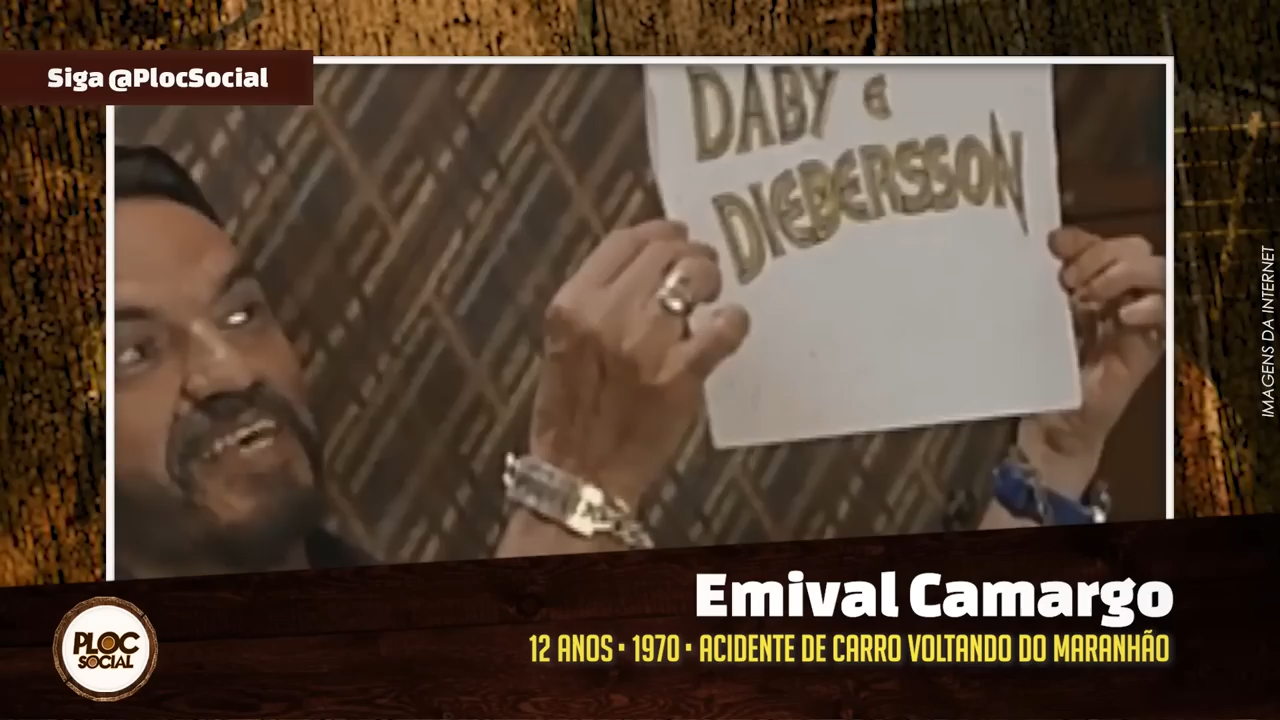 Siga @PlocSocial
DABY e
DIEBERSSON
IMAGENS DA INTERNET
Emival Camargo
12 ANOS · 1970 · ACIDENTE DE CARRO VOLTANDO DO MARANHÃO
PLOC
SOCIAL